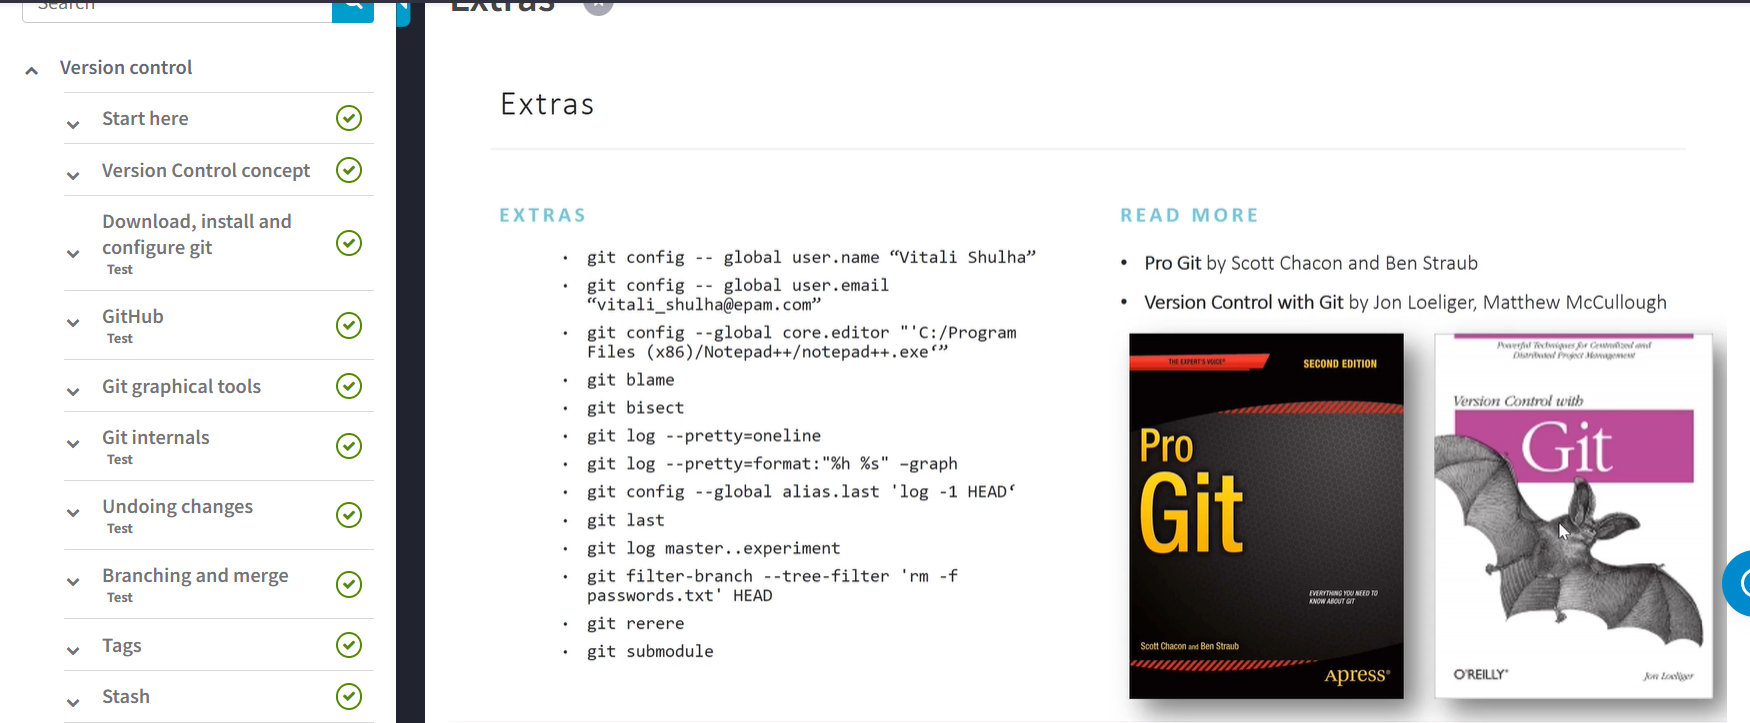 Search
Extras
Version control
Start here
Version Control concept
Download, install and
configure git
Test
GitHub
Test
Git graphical tools
Git internals
Test
Undoing changes
Test
Branching and merge
Test
Tags
Stash
Extras
EXTRAS
· git config -- global user.name “Vitali Shulha”
· git config -- global user.email
“vitali_shulha@epam.com”
· git config --global core.editor "'C:/Program
Files (x86)/Notepad++/notepad++.exe‘”
· git blame
· git bisect
· git log --pretty=oneline
· git log --pretty=format:"%h %s" –graph
· git config --global alias.last 'log -1 HEAD‘
· git last
· git log master..experiment
· git filter-branch --tree-filter 'rm -f
passwords.txt' HEAD
· git rerere
· git submodule
READ MORE
• Pro Git by Scott Chacon and Ben Straub
• Version Control with Git by Jon Loeliger, Matthew McCullough
THE EXPERT'S VOICE®
SECOND EDITION
Pro
Git
EVERYTHING YOU NEED TO
KNOW ABOUT GIT
Scott Chacon and Ben Straub
Apress®
Powerful Techniques for Centralized and
Distributed Project Management
Version Control with
Git
O'REILLY®
Jon Loeliger